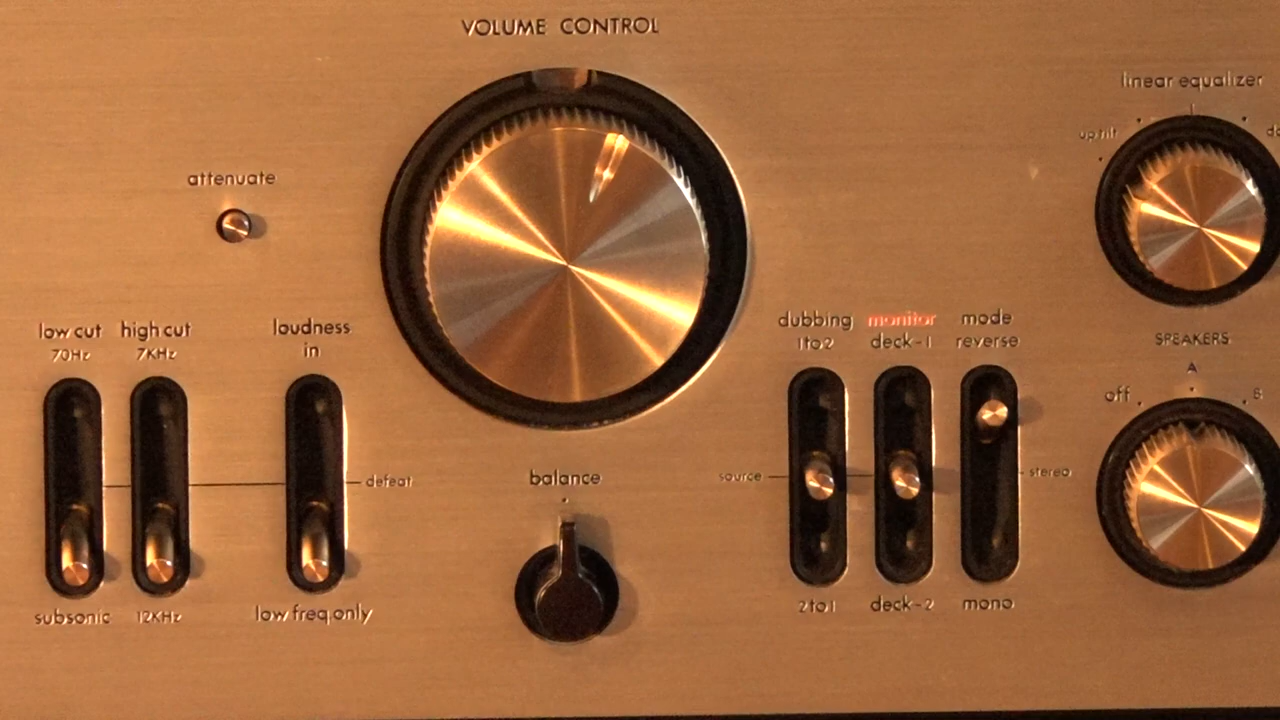 VOLUME CONTROL
linear equalizer
attenuate
low cut
70Hz
high cut
7KHz
loudness
in
dubbing
1to2
monitor
deck-1
mode
reverse
SPEAKERS
A
off
defeat
balance
source
stereo
subsonic
12KHz
low freq only
2to1
deck-2
mono